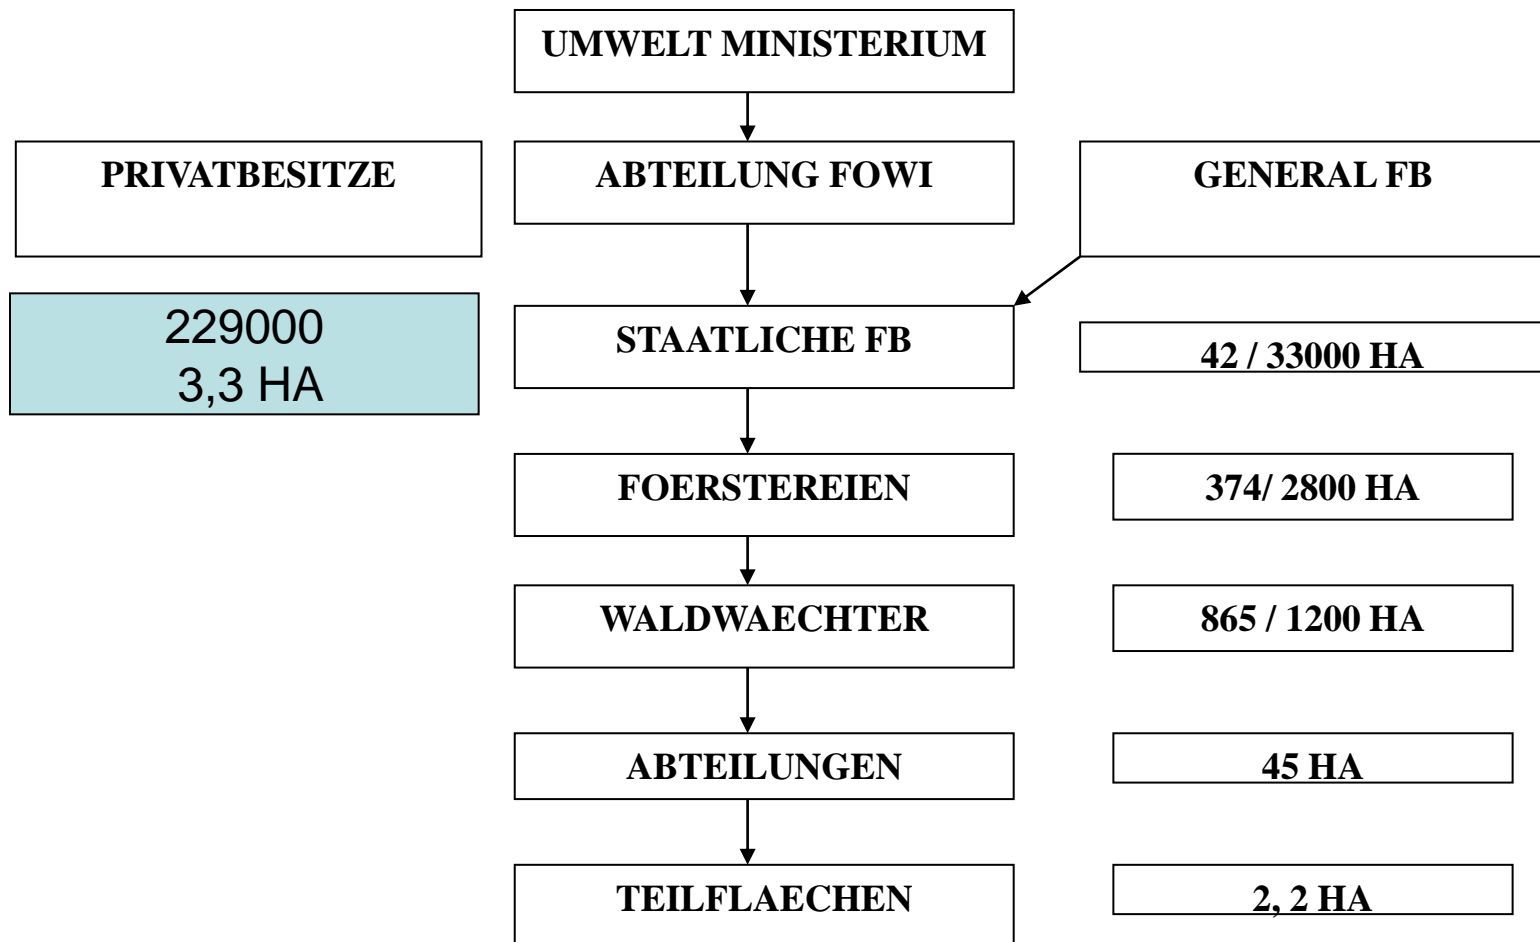 UMWELT MINISTERIUM
PRIVATBESITZE
ABTEILUNG FOWI
GENERAL FB
229000
3,3 HA
STAATLICHE FB
42 / 33000 HA
FOERSTEREIEN
374/ 2800 HA
WALDWAECHTER
865 / 1200 HA
ABTEILUNGEN
45 HA
TEILFLAECHEN
2, 2 HA